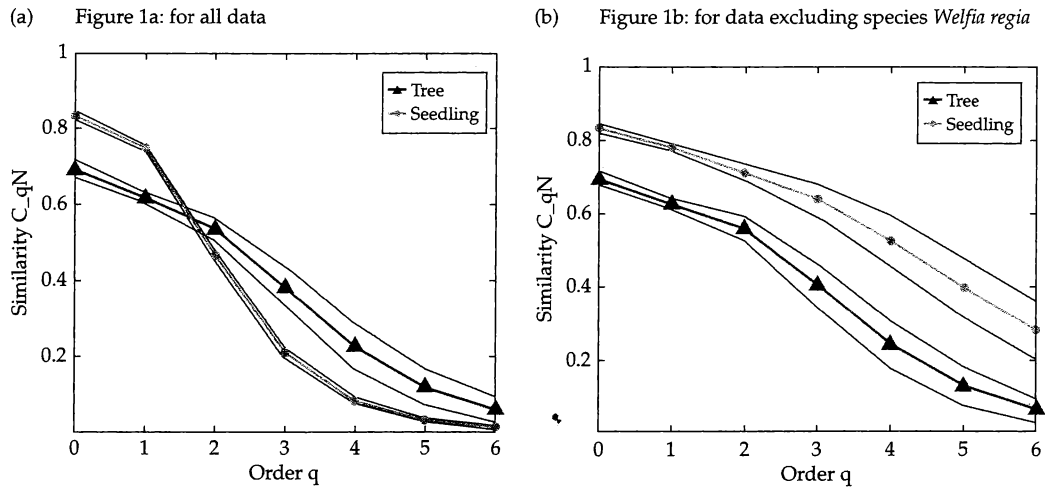 (a) Figure 1a: for all data
1
0.8
0.6
0.4
0.2
0 1 2 3 4 5 6
Order q
Similarity C_qN
Tree
Seedling
(b) Figure 1b: for data excluding species Welfia regia
1
0.8
0.6
0.4
0.2
0 1 2 3 4 5 6
Order q
Similarity C_qN
Tree
Seedling